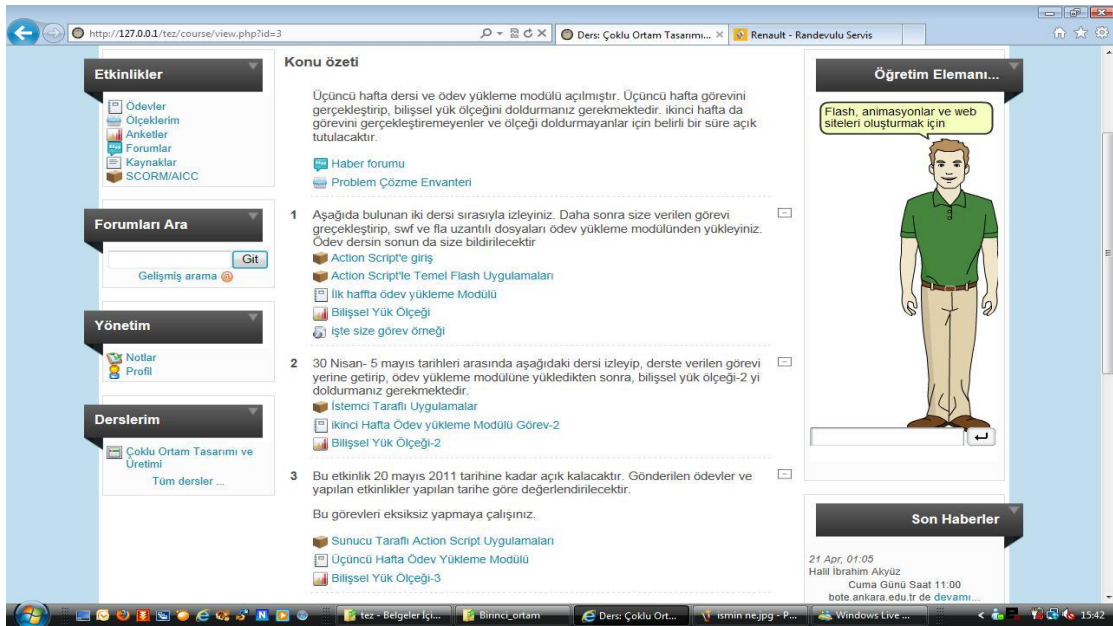 http://127.0.0.1/tez/course/view.php?id=3
Ders: Çoklu Ortam Tasarımı...
Renault - Randevulu Servis
Etkinlikler
Ödevler
Ölçeklerim
Anketler
Forumlar
Kaynaklar
SCORM/AICC
Forumları Ara
Git
Gelişmiş arama
Yönetim
Notlar
Profil
Derslerim
Çoklu Ortam Tasarımı ve
Üretimi
Tüm dersler ...
Konu özeti
Üçüncü hafta dersi ve ödev yükleme modülü açılmıştır. Üçüncü hafta görevini
gerçekleştirip, bilişsel yük ölçeğini doldurmanız gerekmektedir. ikinci hafta da
görevini gerçekleştiremeyenler ve ölçeği doldurmayanlar için belirli bir süre açık
tutulacaktır.
Haber forumu
Problem Çözme Envanteri
1 Aşağıda bulunan iki dersi sırasıyla izleyiniz. Daha sonra size verilen görevi
greçekleştirip, swf ve fla uzantılı dosyaları ödev yükleme modülünden yükleyiniz.
Ödev dersin sonun da size bildirilecektir
Action Script'e giriş
Action Script'le Temel Flash Uygulamaları
İlk haffta ödev yükleme Modülü
Bilişsel Yük Ölçeği
işte size görev örneği
2 30 Nisan- 5 mayıs tarihleri arasında aşağıdaki dersi izleyip, derste verilen görevi
yerine getirip, ödev yükleme modülüne yükledikten sonra, bilişsel yük ölçeği-2 yi
doldurmanız gerekmektedir.
İstemci Taraflı Uygulamalar
ikinci Hafta Ödev yükleme Modülü Görev-2
Bilişsel Yük Ölçeği-2
3 Bu etkinlik 20 mayıs 2011 tarihine kadar açık kalacaktır. Gönderilen ödevler ve
yapılan etkinlikler yapılan tarihe göre değerlendirilecektir.
Bu görevleri eksiksiz yapmaya çalışınız.
Sunucu Taraflı Action Script Uygulamaları
Üçüncü Hafta Ödev Yükleme Modülü
Bilişsel Yük Ölçeği-3
Öğretim Elemanı...
Flash, animasyonlar ve web
siteleri oluşturmak için
Son Haberler
21 Apr, 01:05
Halil İbrahim Akyüz
Cuma Günü Saat 11:00
bote.ankara.edu.tr de devamı...
tez - Belgeler İçi...
Birinci_ortam
Ders: Çoklu Ort...
ismin ne.jpg - P...
Windows Live ...
15:42